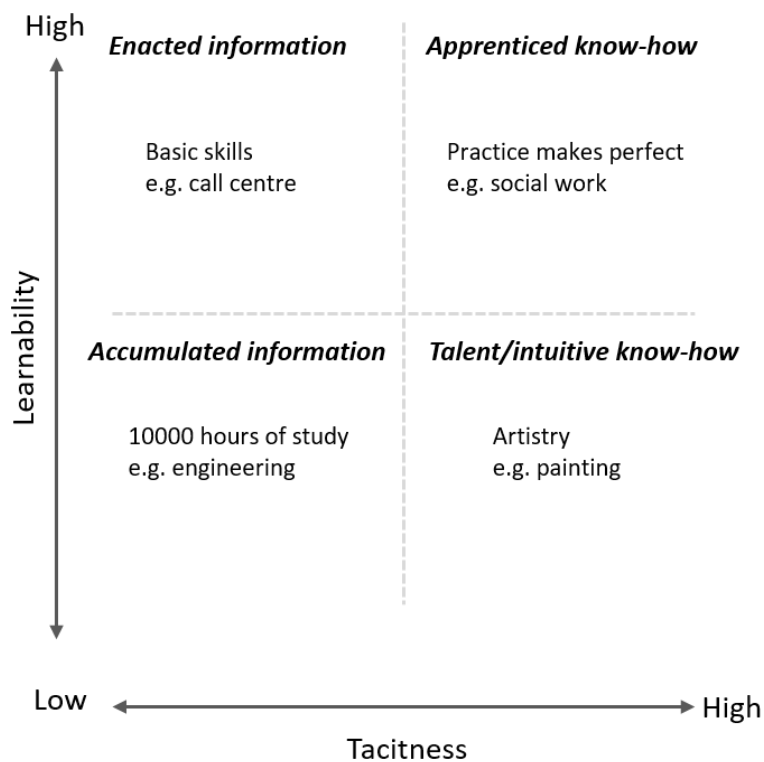 High
Enacted information
Apprenticed know-how
Basic skills
e.g. call centre
Practice makes perfect
e.g. social work
Learnability
Accumulated information
Talent/intuitive know-how
10000 hours of study
e.g. engineering
Artistry
e.g. painting
Low
High
Tacitness